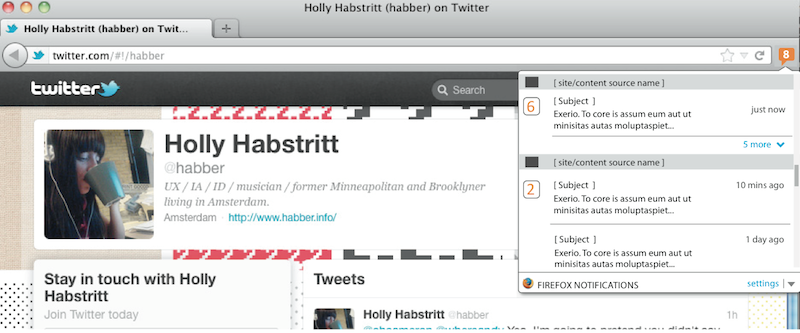 Holly Habstritt (habber) on Twitter
Holly Habstritt (habber) on Twit...
twitter.com/#!/habber
8
twitter
Search
Holly Habstritt
@habber
UX / IA / ID / musician / former Minneapolitan and Brooklyner
living in Amsterdam.
Amsterdam · http://www.habber.info/
Stay in touch with Holly
Habstritt
Join Twitter today
Tweets
Holly Habstritt @habber 1h
[ site/content source name ]
6
[ Subject ]
just now
Exerio. To core is assum eum aut ut
minisitas autas moluptaspiet...
5 more
[ site/content source name ]
2
[ Subject ]
10 mins ago
Exerio. To core is assum eum aut ut
minisitas autas moluptaspiet...
[ Subject ]
1 day ago
Exerio. To core is assum eum aut ut
minisitas autas moluptaspiet...
FIREFOX NOTIFICATIONS
settings